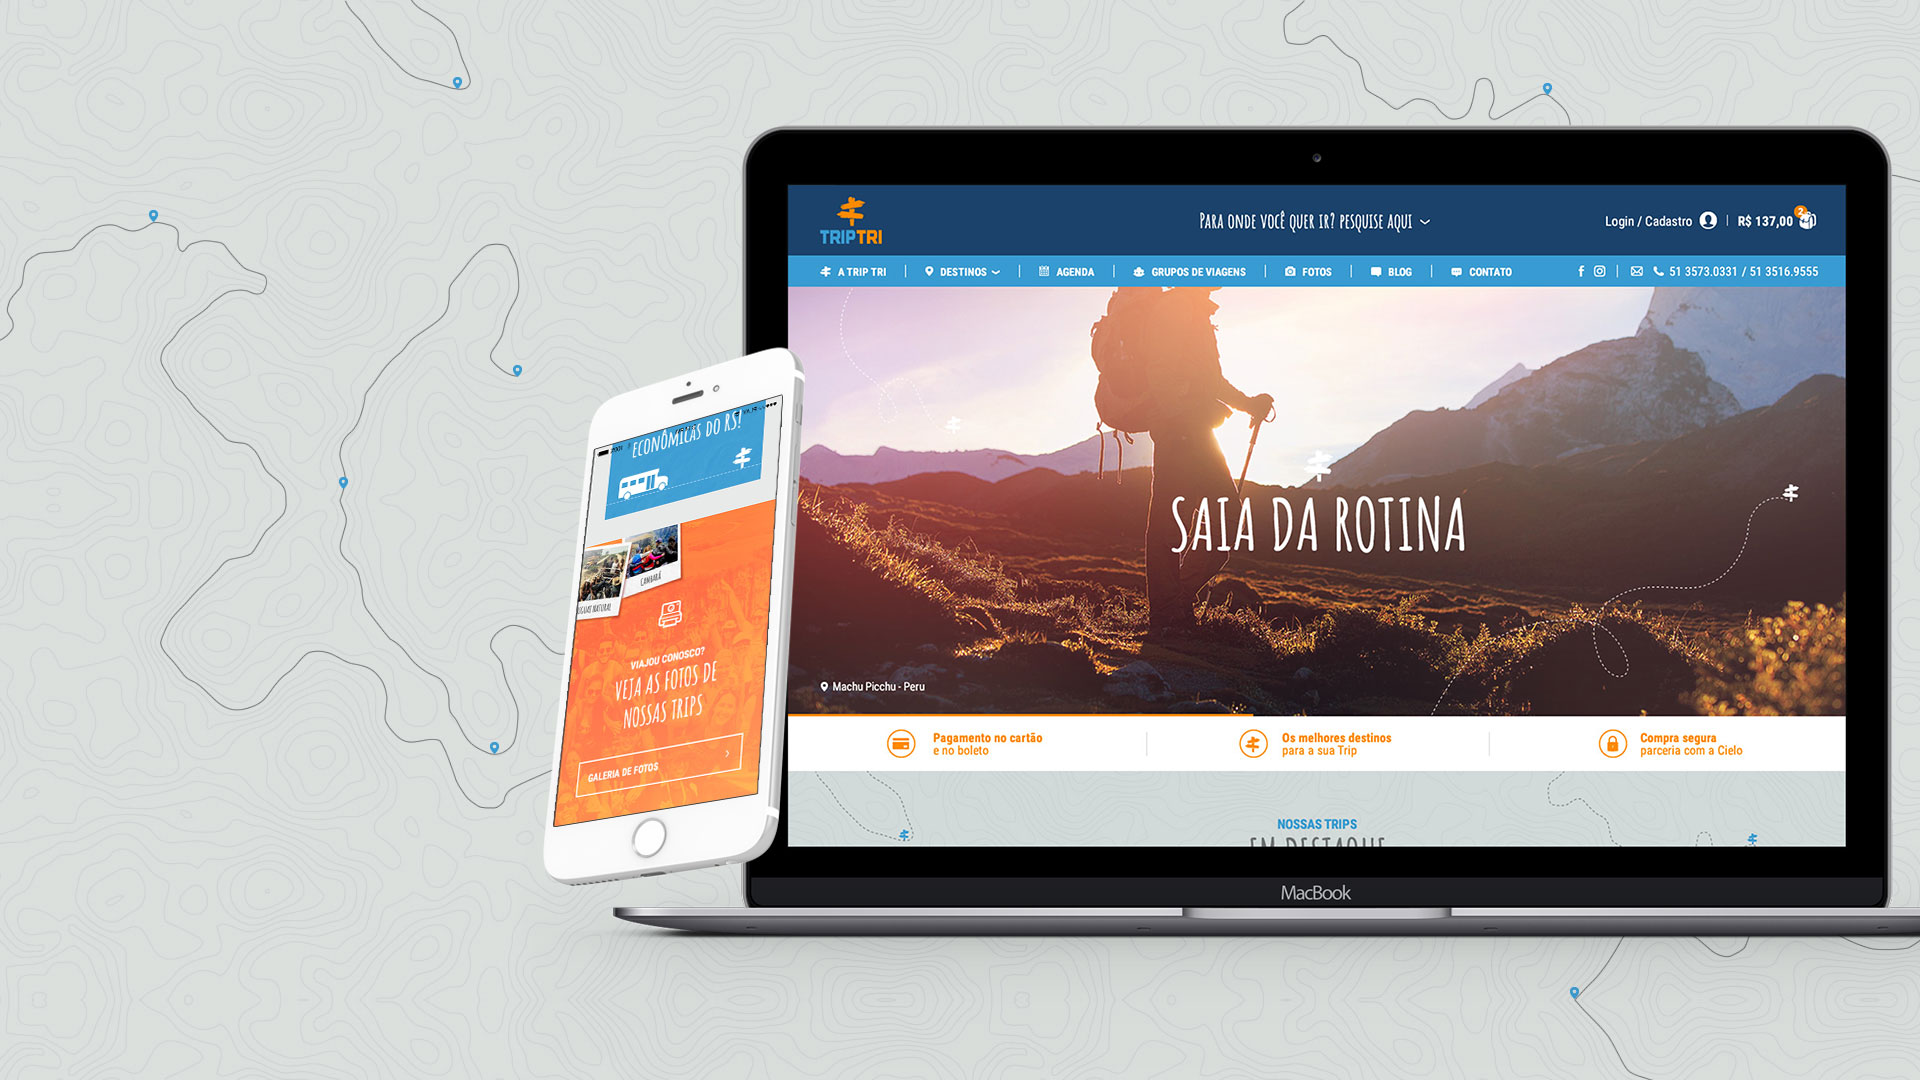 TRIPTRI
PARA ONDE VOCÊ QUER IR? PESQUISE AQUI
Login / Cadastro
R$ 137,00
2
A TRIP TRI
DESTINOS
AGENDA
GRUPOS DE VIAGENS
FOTOS
BLOG
CONTATO
51 3573.0331 / 51 3516.9555
SAIA DA ROTINA
Machu Picchu - Peru
Pagamento no cartão
e no boleto
Os melhores destinos
para a sua Trip
Compra segura
parceria com a Cielo
NOSSAS TRIPS
EM DESTAQUE
MacBook
ECONÔMICAS DO RS!
CAMBARÁ
NATURAL
VIAJOU CONOSCO?
VEJA AS FOTOS DE
NOSSAS TRIPS
GALERIA DE FOTOS